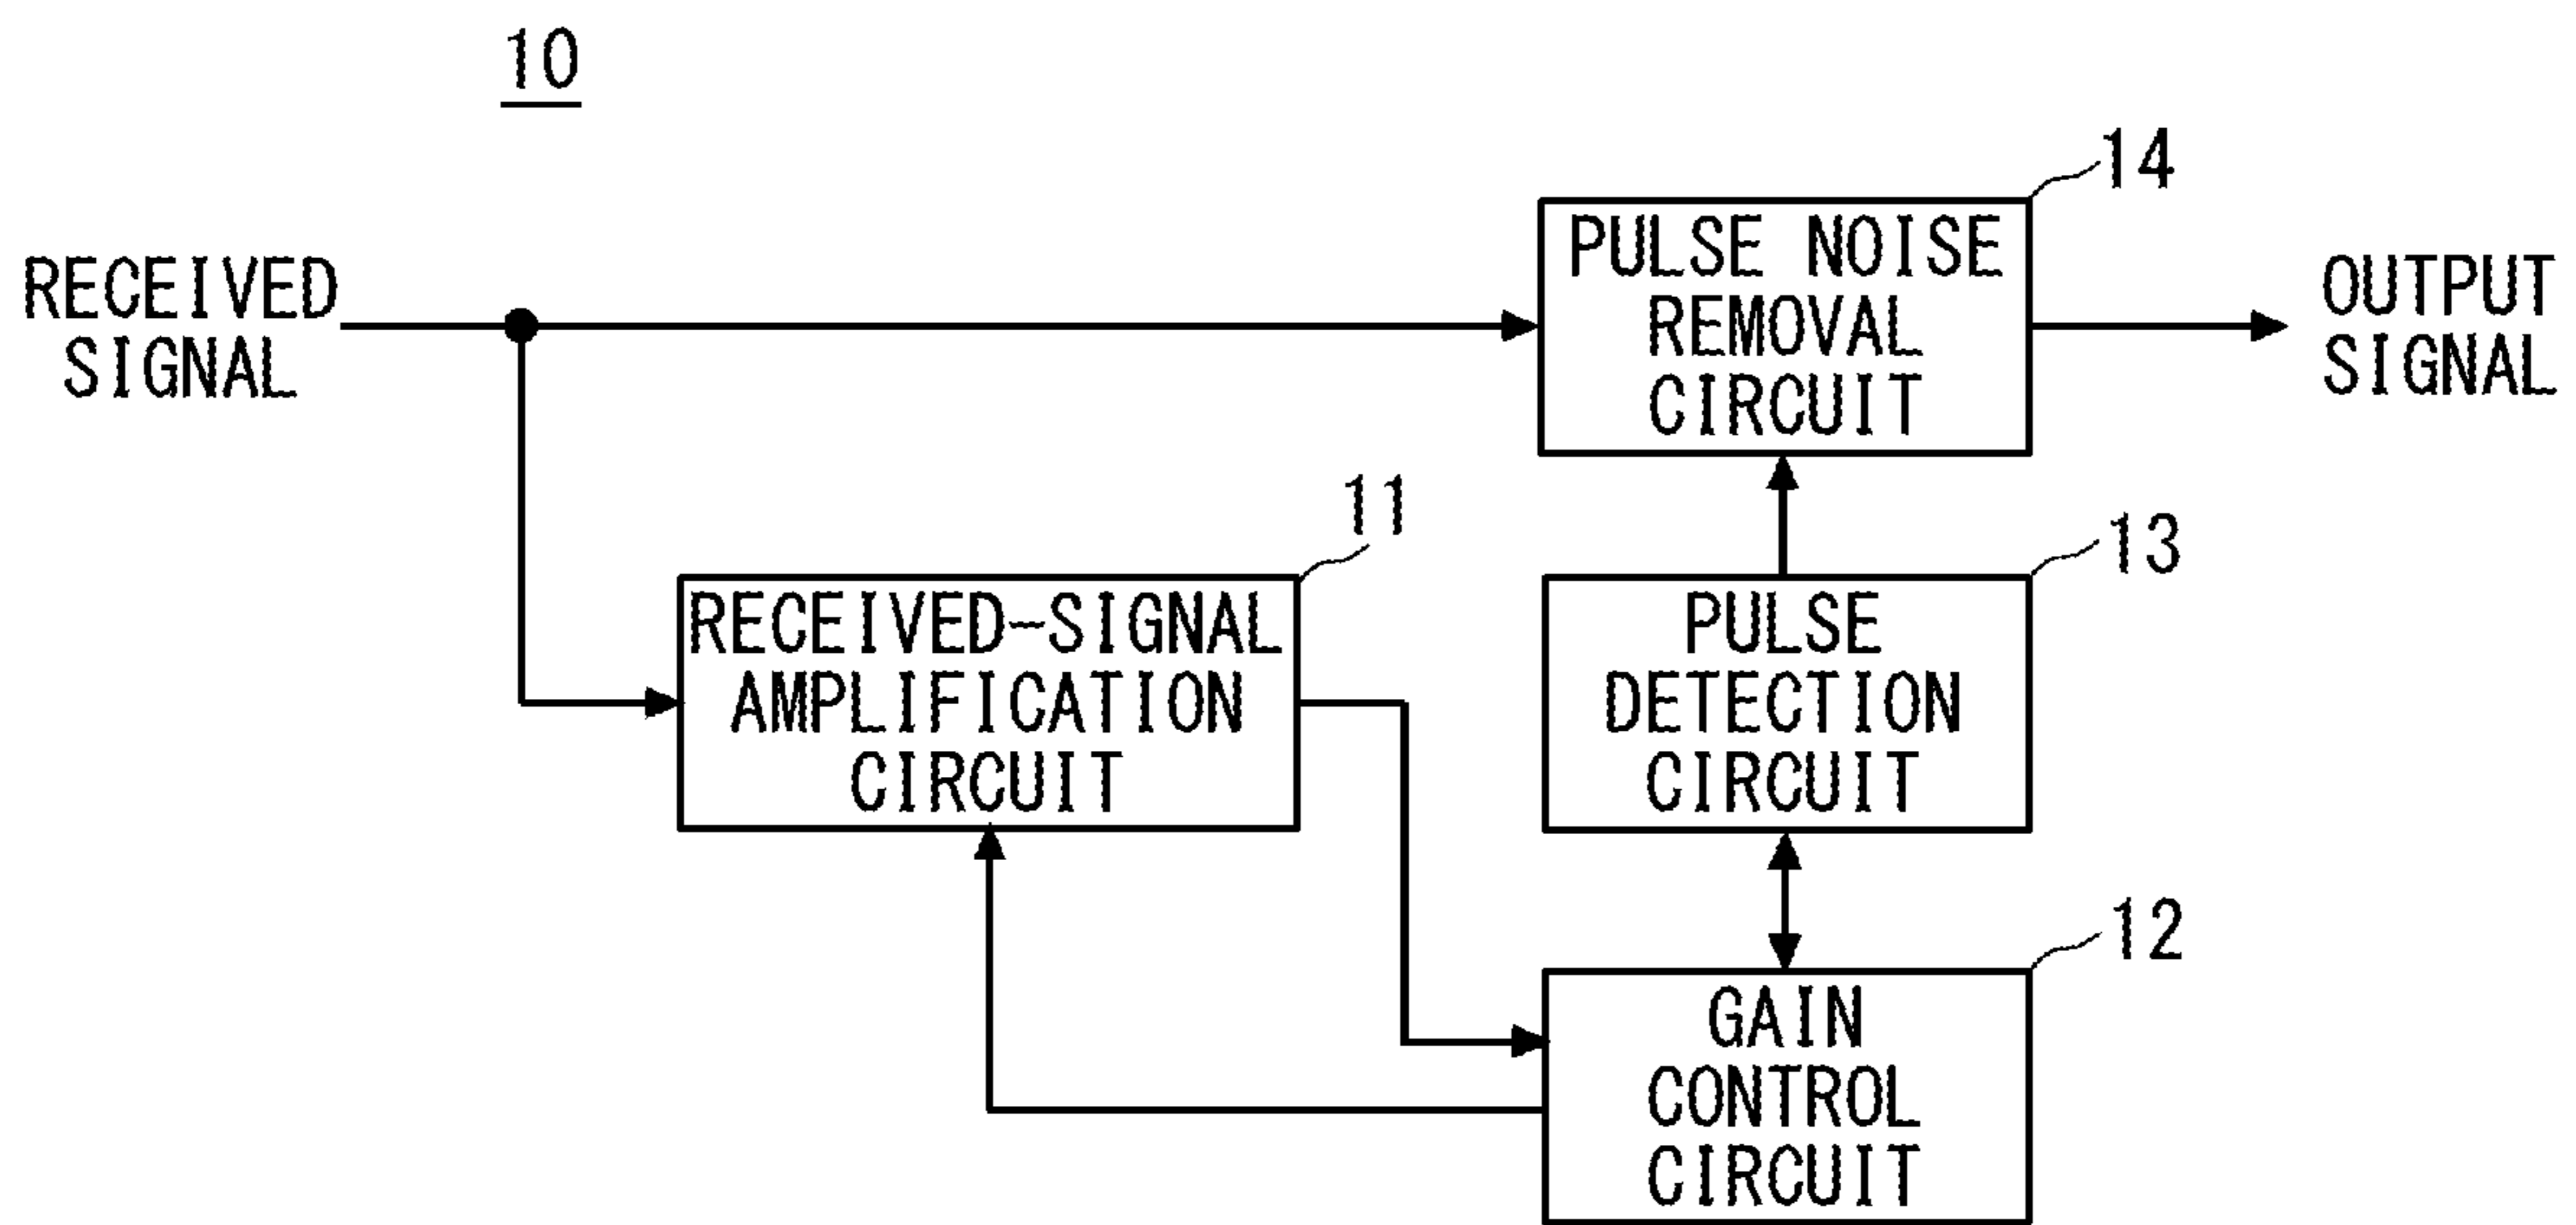 10
14
PULSE NOISE
REMOVAL
CIRCUIT
RECEIVED
SIGNAL
OUTPUT
SIGNAL
11
RECEIVED-SIGNAL
AMPLIFICATION
CIRCUIT
13
PULSE
DETECTION
CIRCUIT
12
GAIN
CONTROL
CIRCUIT